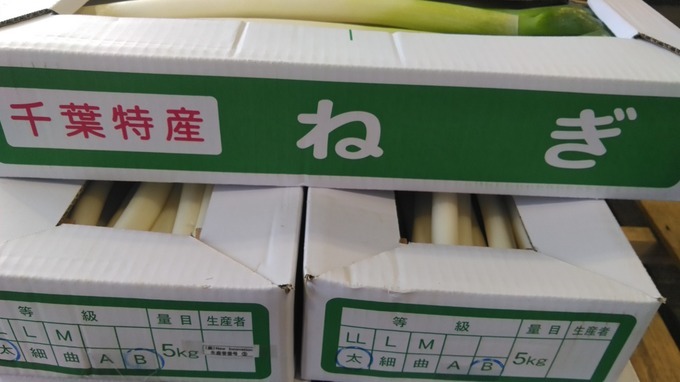 千葉特産 ねぎ
等級 量目 生産者
L L M
太 細 曲 A B 5kg
等級 量目 生産者
LL L M
太 細 曲 A B 5kg